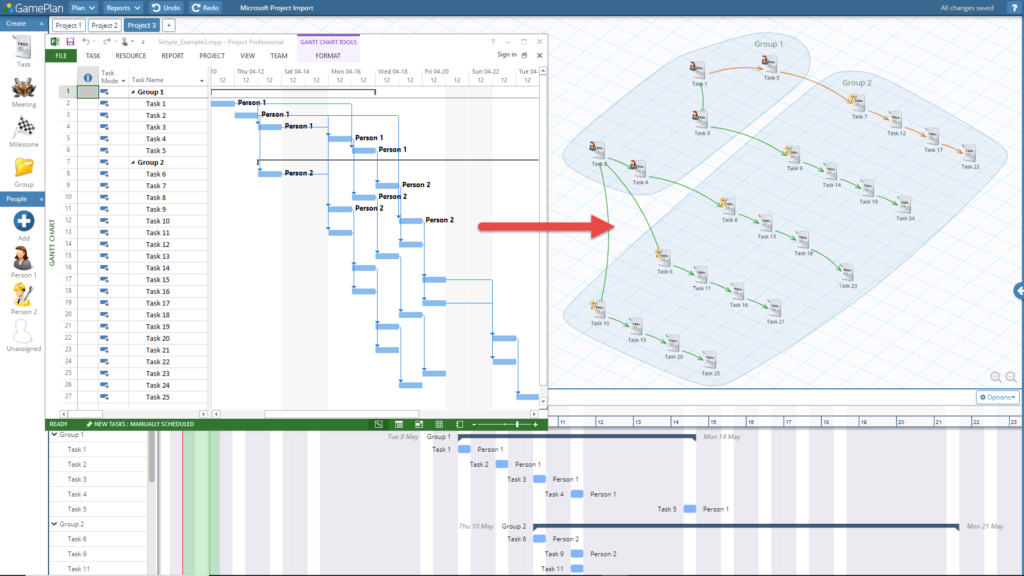 GamePlan Plan Reports Undo Redo Microsoft Project Import All changes saved ?
Create
Task
Meeting
Milestone
Group
People
Add
Person 1
Person 2
Unassigned
Project 1 Project 2 Project 3 +
Simple_Example3.mpp - Project Professional GANTT CHART TOOLS ?
FILE TASK RESOURCE REPORT PROJECT VIEW TEAM FORMAT Sign in
Task Mode Task Name
10 Thu 04-12 Sat 04-14 Mon 04-16 Wed 04-18 Fri 04-20 Sun 04-22 Tue 04-
12 12 12 12 12 12 12 12 12 12 12 12 12 12
GANTT CHART
1 Group 1
2 Task 1 Person 1
3 Task 2 Person 1
4 Task 3 Person 1
5 Task 4 Person 1
6 Task 5 Person 1
7 Group 2
8 Task 6 Person 2
9 Task 7 Person 2
10 Task 8 Person 2
11 Task 9 Person 2
12 Task 10 Person 2
13 Task 11
14 Task 12
15 Task 13
16 Task 14
17 Task 15
18 Task 16
19 Task 17
20 Task 18
21 Task 19
22 Task 20
23 Task 21
24 Task 22
25 Task 23
26 Task 24
27 Task 25
READY NEW TASKS : MANUALLY SCHEDULED
Group 1
Task 1
Task 5
Task 3
Task 2
Task 4
Group 2
Task 7
Task 12
Task 17
Task 22
Task 9
Task 14
Task 19
Task 24
Task 8
Task 13
Task 18
Task 23
Task 6
Task 11
Task 16
Task 21
Task 10
Task 15
Task 20
Task 25
Options
11 12 13 14 15 16 17 18 19 20 21 22 23
Group 1 Tue 8 May Group 1 Mon 14 May
Task 1 Task 1 Person 1
Task 2 Task 2 Person 1
Task 3 Task 3 Person 1
Task 4 Task 4 Person 1
Task 5 Task 5 Person 1
Group 2 Thu 10 May Group 2 Mon 21 May
Task 6 Task 6 Person 2
Task 9 Task 9 Person 2
Task 11 Task 11